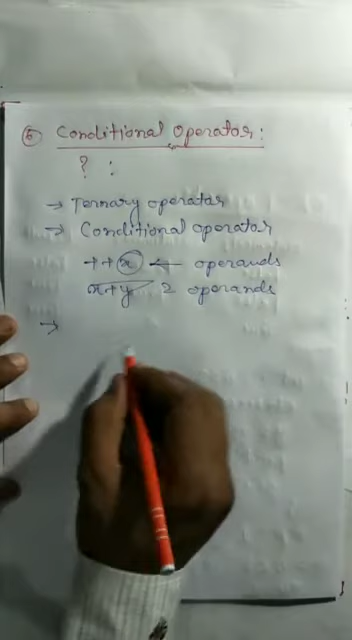 ⑥ Conditional operator:
? :
→ Ternary operator
→ Conditional operator
++x ← operands
x+y 2 operands
→